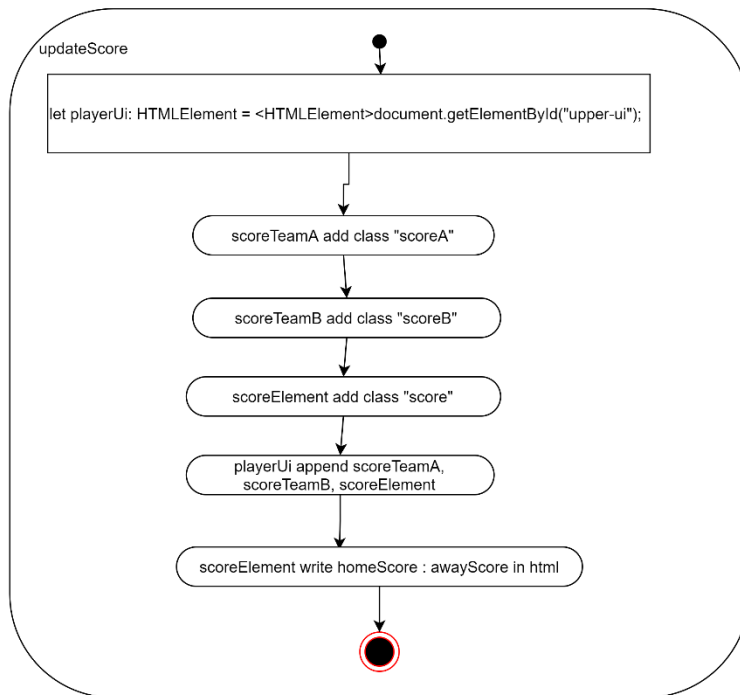 updateScore
let playerUi: HTMLElement = <HTMLElement>document.getElementById("upper-ui");
scoreTeamA add class "scoreA"
scoreTeamB add class "scoreB"
scoreElement add class "score"
playerUi append scoreTeamA,
scoreTeamB, scoreElement
scoreElement write homeScore : awayScore in html